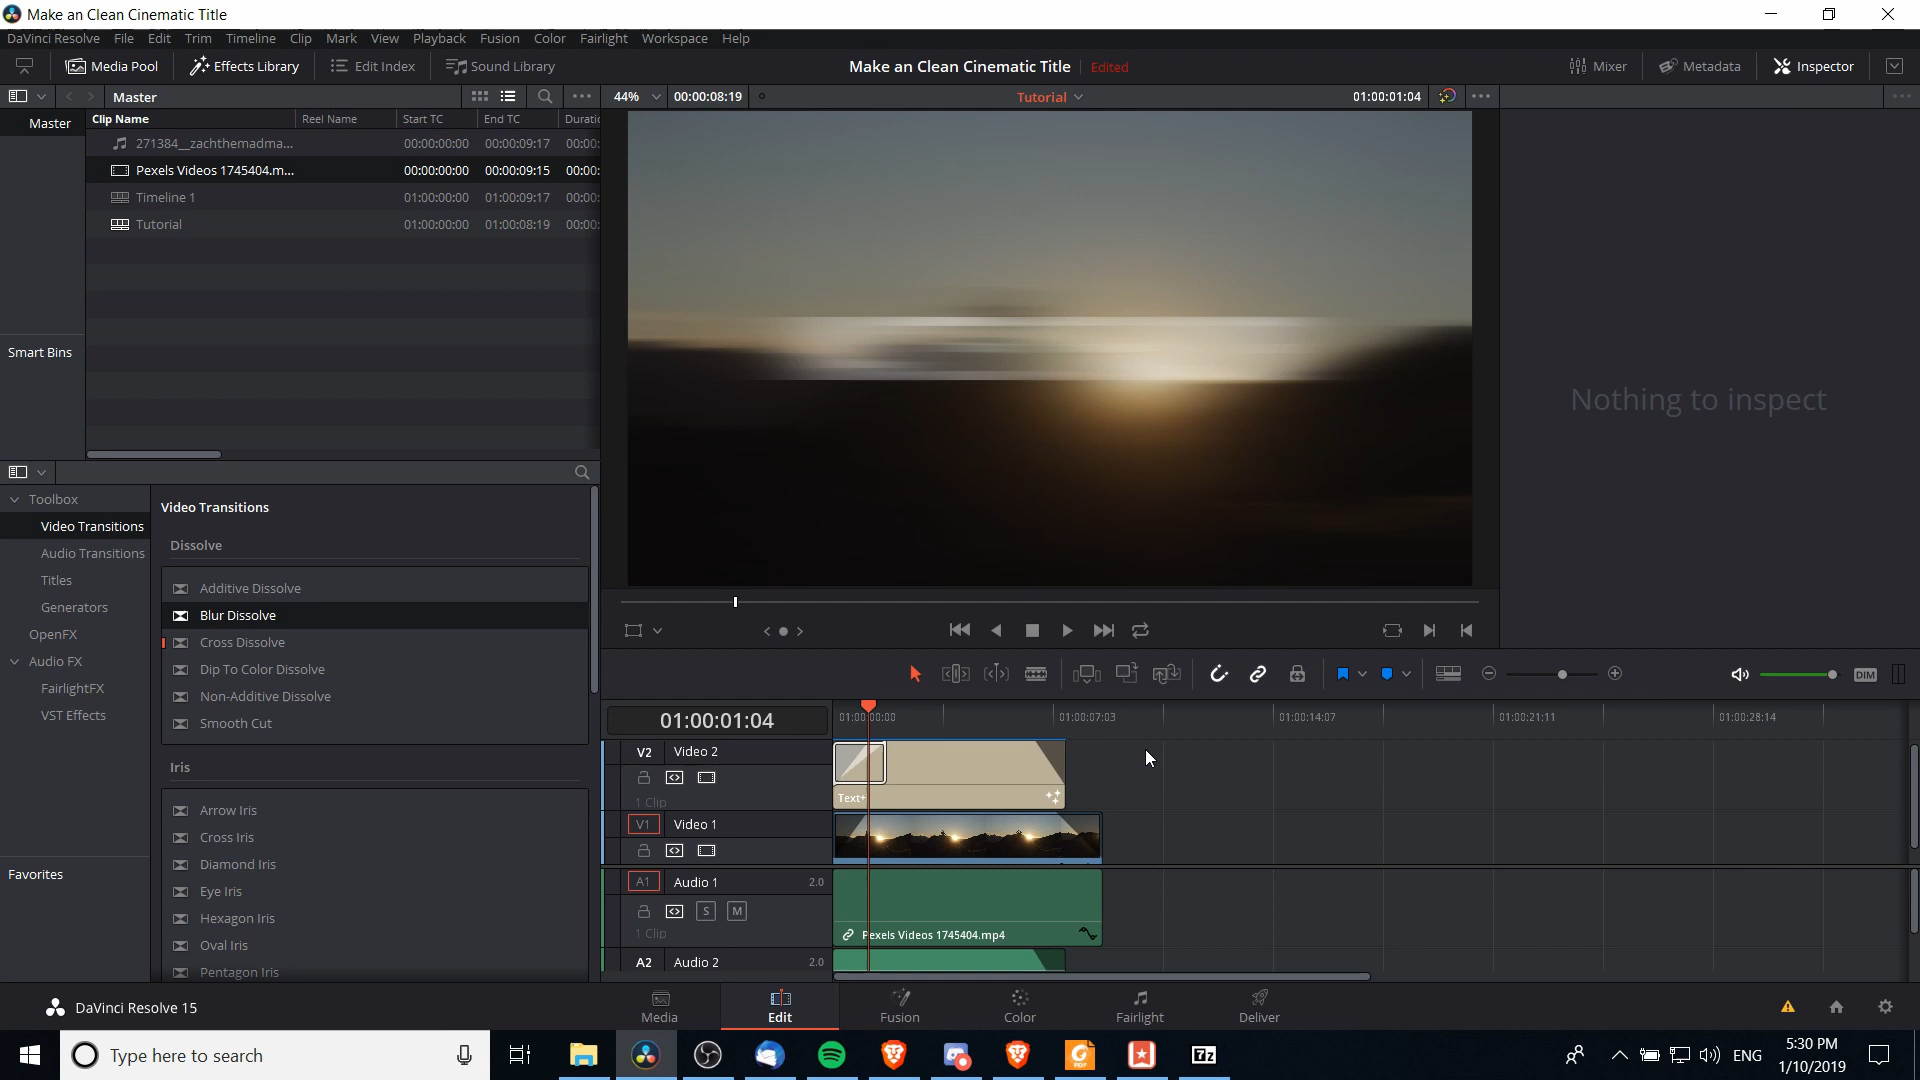 Make an Clean Cinematic Title
DaVinci Resolve File Edit Trim Timeline Clip Mark View Playback Fusion Color Fairlight Workspace Help
Media Pool Effects Library Edit Index Sound Library Make an Clean Cinematic Title Edited Mixer Metadata Inspector
Master 44% 00:00:08:19 Tutorial 01:00:01:04
Master Clip Name Reel Name Start TC End TC Duratic
271384__zachthemadma... 00:00:00:00 00:00:09:17 00:00:
Pexels Videos 1745404.m... 00:00:00:00 00:00:09:15 00:00:
Timeline 1 01:00:00:00 01:00:09:17 00:00:
Tutorial 01:00:00:00 01:00:08:19 00:00:
Smart Bins
Nothing to inspect
Toolbox
Video Transitions
Audio Transitions
Titles
Generators
OpenFX
Audio FX
FairlightFX
VST Effects
Favorites
Video Transitions
Dissolve
Additive Dissolve
Blur Dissolve
Cross Dissolve
Dip To Color Dissolve
Non-Additive Dissolve
Smooth Cut
Iris
Arrow Iris
Cross Iris
Diamond Iris
Eye Iris
Hexagon Iris
Oval Iris
Pentagon Iris
DIM
01:00:01:04 01:00:00:00 01:00:07:03 01:00:14:07 01:00:21:11 01:00:28:14
V2 Video 2
1 Clip
Text+
V1 Video 1
A1 Audio 1 2.0
S M
1 Clip
Pexels Videos 1745404.mp4
A2 Audio 2 2.0
DaVinci Resolve 15
Media Edit Fusion Color Fairlight Deliver
Type here to search
PDF
7z
ENG
5:30 PM
1/10/2019